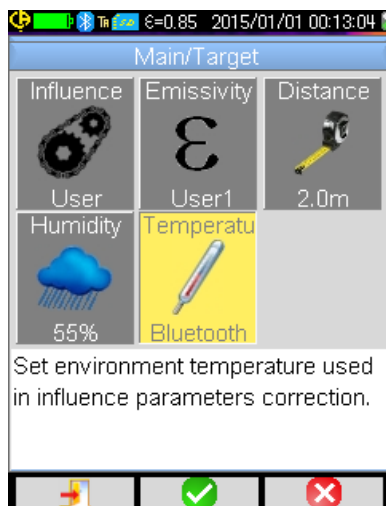 ε=0.85 2015/01/01 00:13:04
Main/Target
Influence Emissivity Distance
ε
User User1 2.0m
Humidity Temperatu
55% Bluetooth
Set environment temperature used
in influence parameters correction.